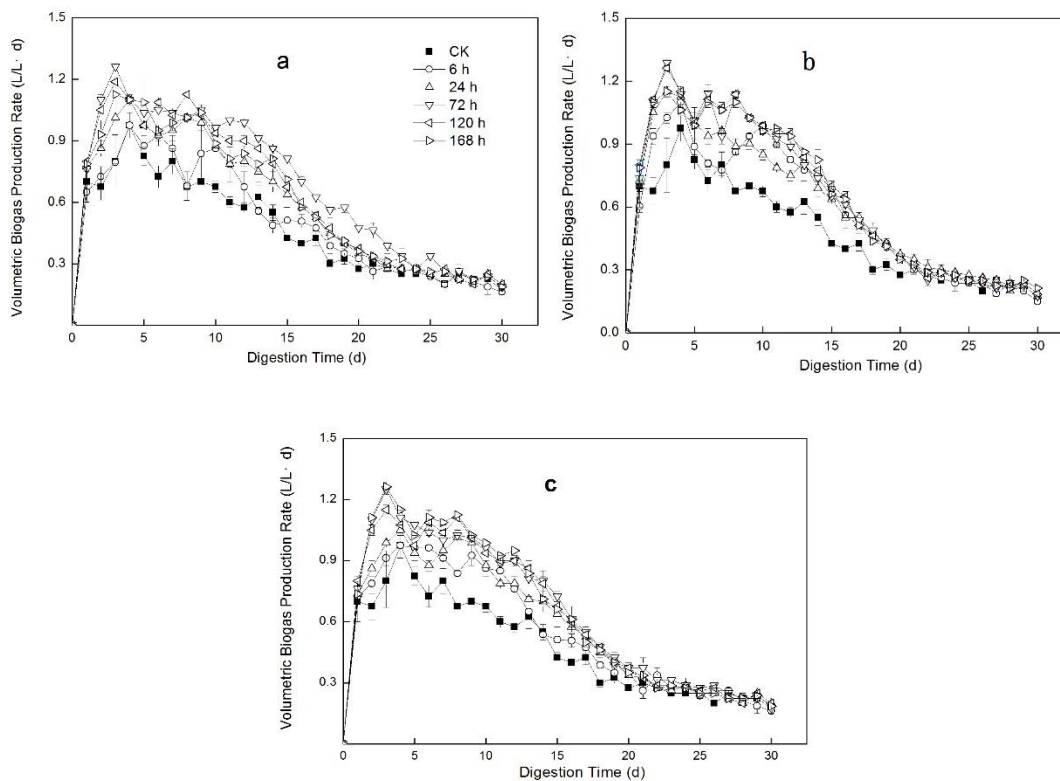 1.5
1.2
0.9
0.6
0.3
0
5
10
15
20
25
30
Volumetric Biogas Production Rate (L/L· d)
Digestion Time (d)
a
CK
6 h
24 h
72 h
120 h
168 h
1.5
1.2
0.9
0.6
0.3
0.0
0
5
10
15
20
25
30
Volumetric Biogas Production Rate (L/L· d)
Digestion Time (d)
b
1.5
1.2
0.9
0.6
0.3
0
5
10
15
20
25
30
Volumetric Biogas Production Rate (L/L· d)
Digestion Time (d)
c